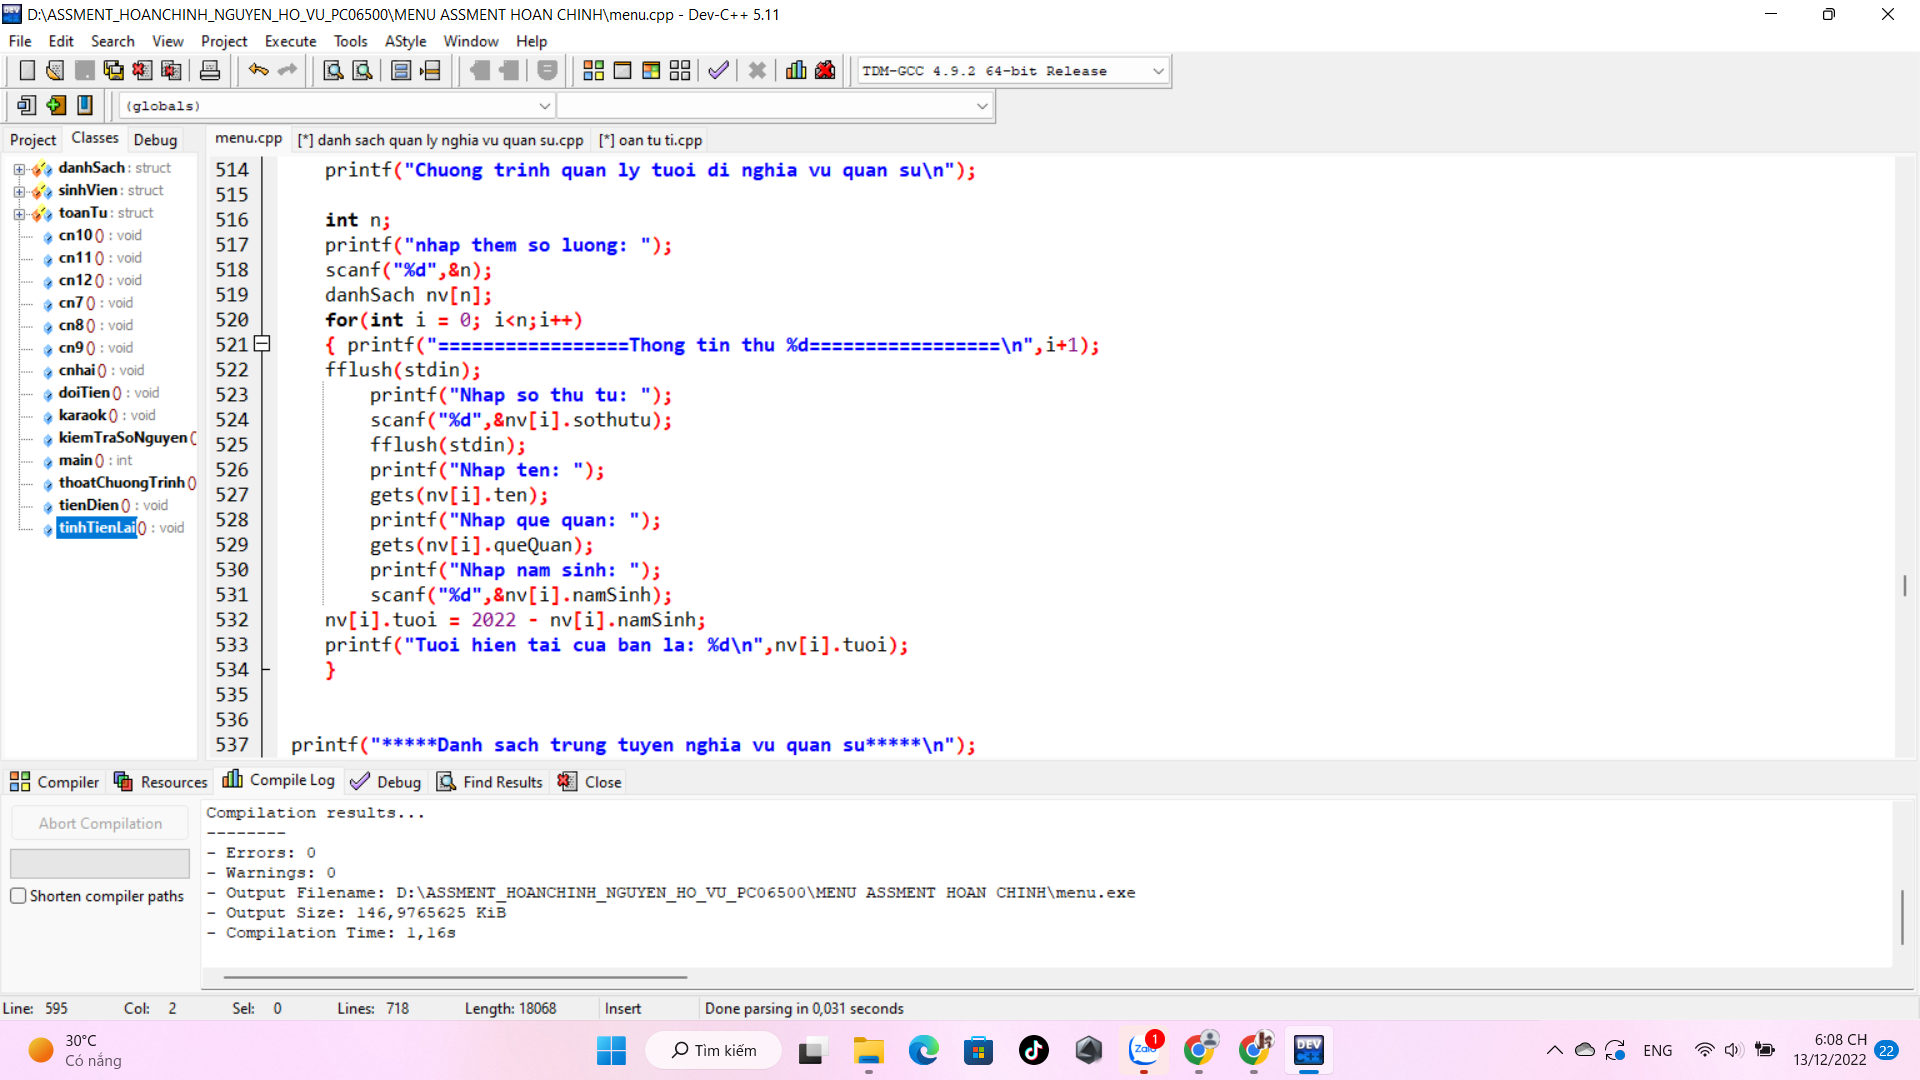 D:\ASSMENT_HOANCHINH_NGUYEN_HO_VU_PC06500\MENU ASSMENT HOAN CHINH\menu.cpp - Dev-C++ 5.11
File Edit Search View Project Execute Tools AStyle Window Help
TDM-GCC 4.9.2 64-bit Release
(globals)
Project Classes Debug
menu.cpp [*] danh sach quan ly nghia vu quan su.cpp [*] oan tu ti.cpp
danhSach : struct
sinhVien : struct
toanTu : struct
cn10 () : void
cn11 () : void
cn12 () : void
cn7 () : void
cn8 () : void
cn9 () : void
cnhai () : void
doiTien () : void
karaok () : void
kiemTraSoNguyen (
main () : int
thoatChuongTrinh ()
tienDien () : void
tinhTienLai () : void
514 printf("Chuong trinh quan ly tuoi di nghia vu quan su\n");
515
516 int n;
517 printf("nhap them so luong: ");
518 scanf("%d",&n);
519 danhSach nv[n];
520 for(int i = 0; i<n;i++)
521 { printf("=================Thong tin thu %d=================\n",i+1);
522 fflush(stdin);
523 printf("Nhap so thu tu: ");
524 scanf("%d",&nv[i].sothutu);
525 fflush(stdin);
526 printf("Nhap ten: ");
527 gets(nv[i].ten);
528 printf("Nhap que quan: ");
529 gets(nv[i].queQuan);
530 printf("Nhap nam sinh: ");
531 scanf("%d",&nv[i].namSinh);
532 nv[i].tuoi = 2022 - nv[i].namSinh;
533 printf("Tuoi hien tai cua ban la: %d\n",nv[i].tuoi);
534 }
535
536
537 printf("*****Danh sach trung tuyen nghia vu quan su*****\n");
Compiler Resources Compile Log Debug Find Results Close
Abort Compilation
Shorten compiler paths
Compilation results...
--------
- Errors: 0
- Warnings: 0
- Output Filename: D:\ASSMENT_HOANCHINH_NGUYEN_HO_VU_PC06500\MENU ASSMENT HOAN CHINH\menu.exe
- Output Size: 146,9765625 KiB
- Compilation Time: 1,16s
Line: 595 Col: 2 Sel: 0 Lines: 718 Length: 18068 Insert Done parsing in 0,031 seconds
30°C
Có nắng
Tìm kiếm
Zalo
1
DEV C++
ENG
6:08 CH
13/12/2022
22